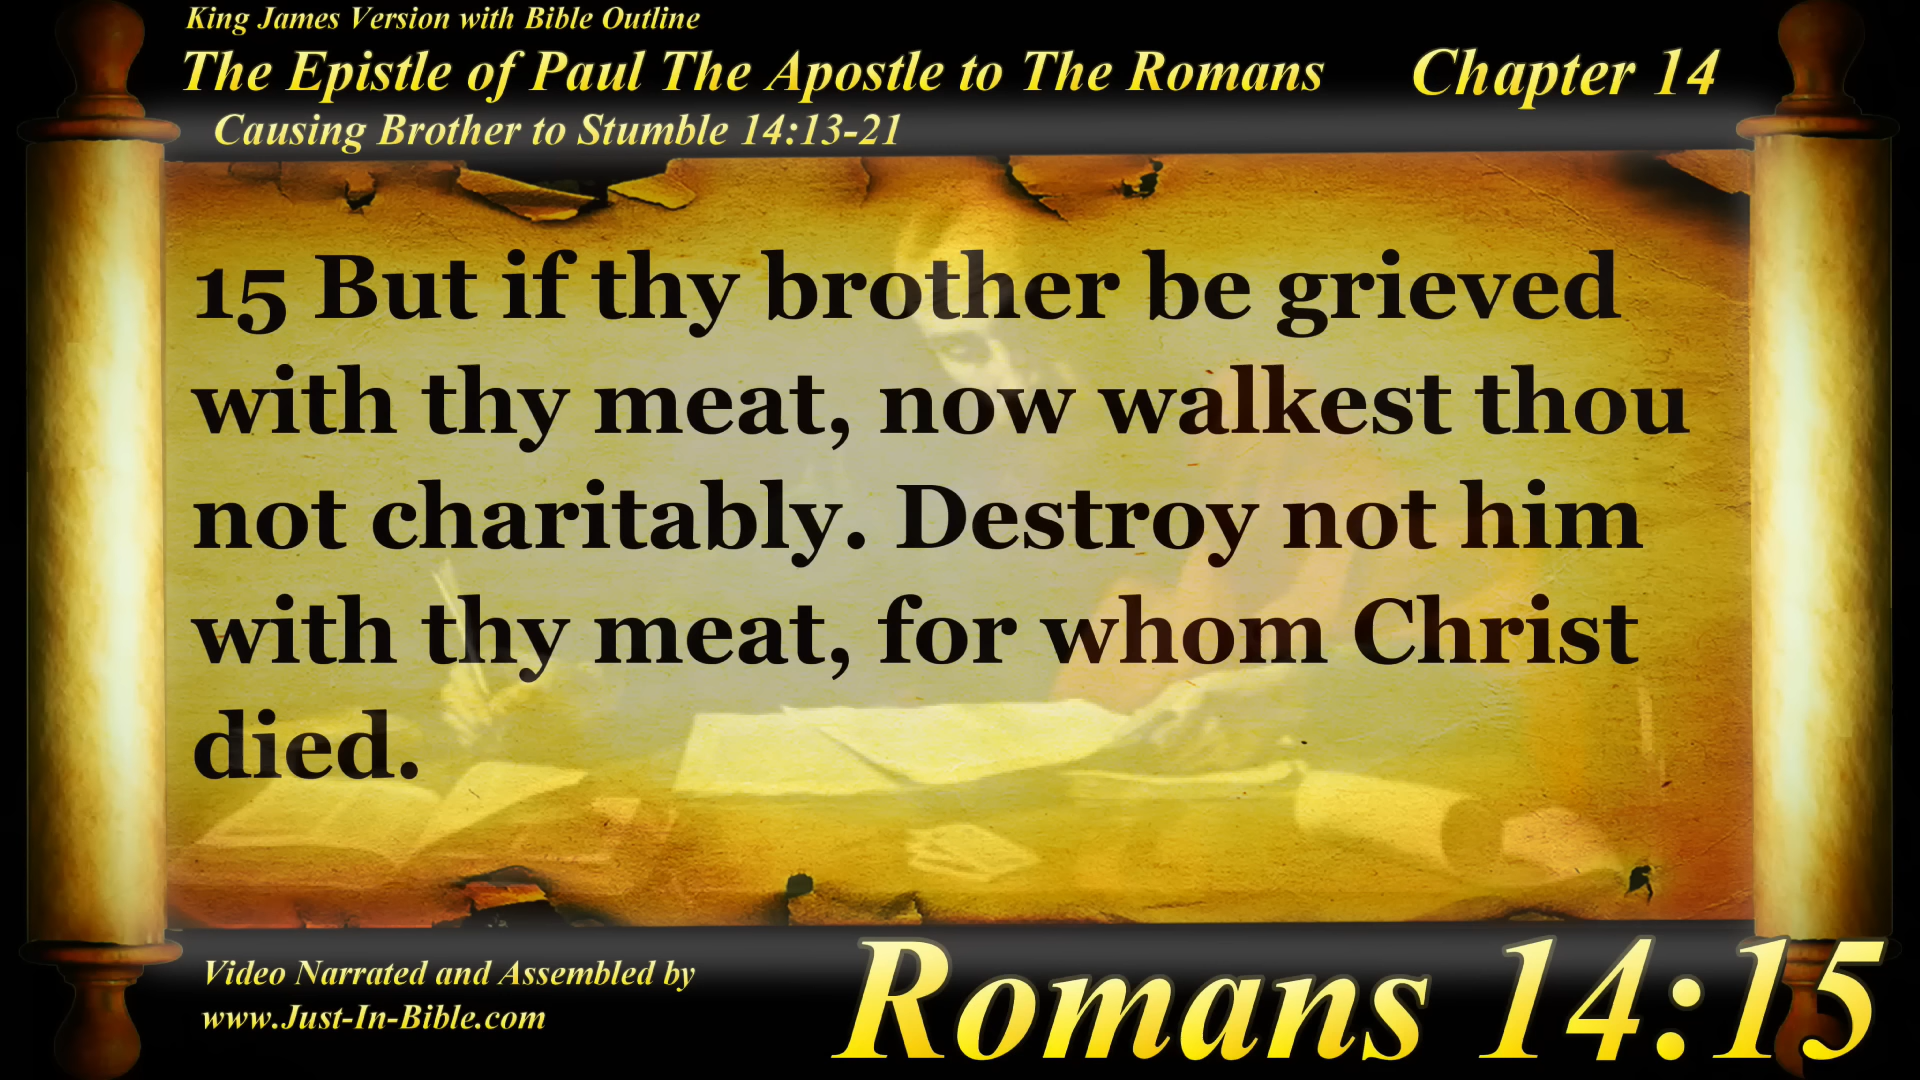 King James Version with Bible Outline
The Epistle of Paul The Apostle to The Romans
Chapter 14
Causing Brother to Stumble 14:13-21
15 But if thy brother be grieved
with thy meat, now walkest thou
not charitably. Destroy not him
with thy meat, for whom Christ
died.
Video Narrated and Assembled by
www.Just-In-Bible.com
Romans 14:15